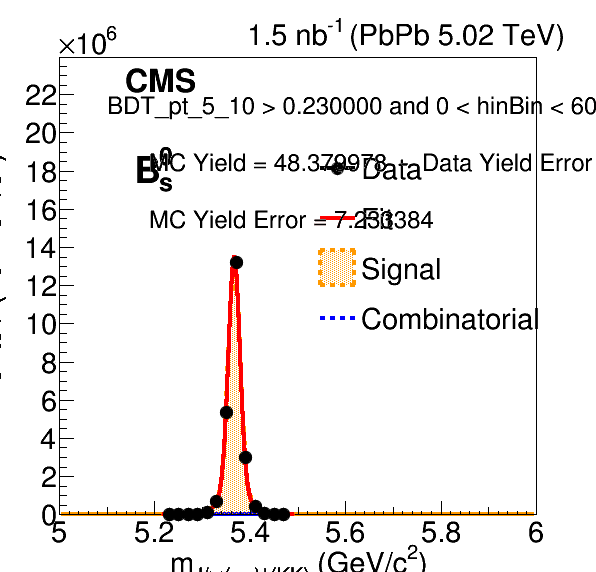 ×10⁶
1.5 nb⁻¹ (PbPb 5.02 TeV)
CMS
BDT_pt_5_10 > 0.230000 and 0 < hinBin < 60
B⁰s
MC Yield = 48.379978 Data Yield Error
Data
MC Yield Error =
Fit
Signal
Combinatorial
22
20
18
16
14
12
10
8
6
4
2
0
5 5.2 5.4 5.6 5.8 6
m (GeV/c²)